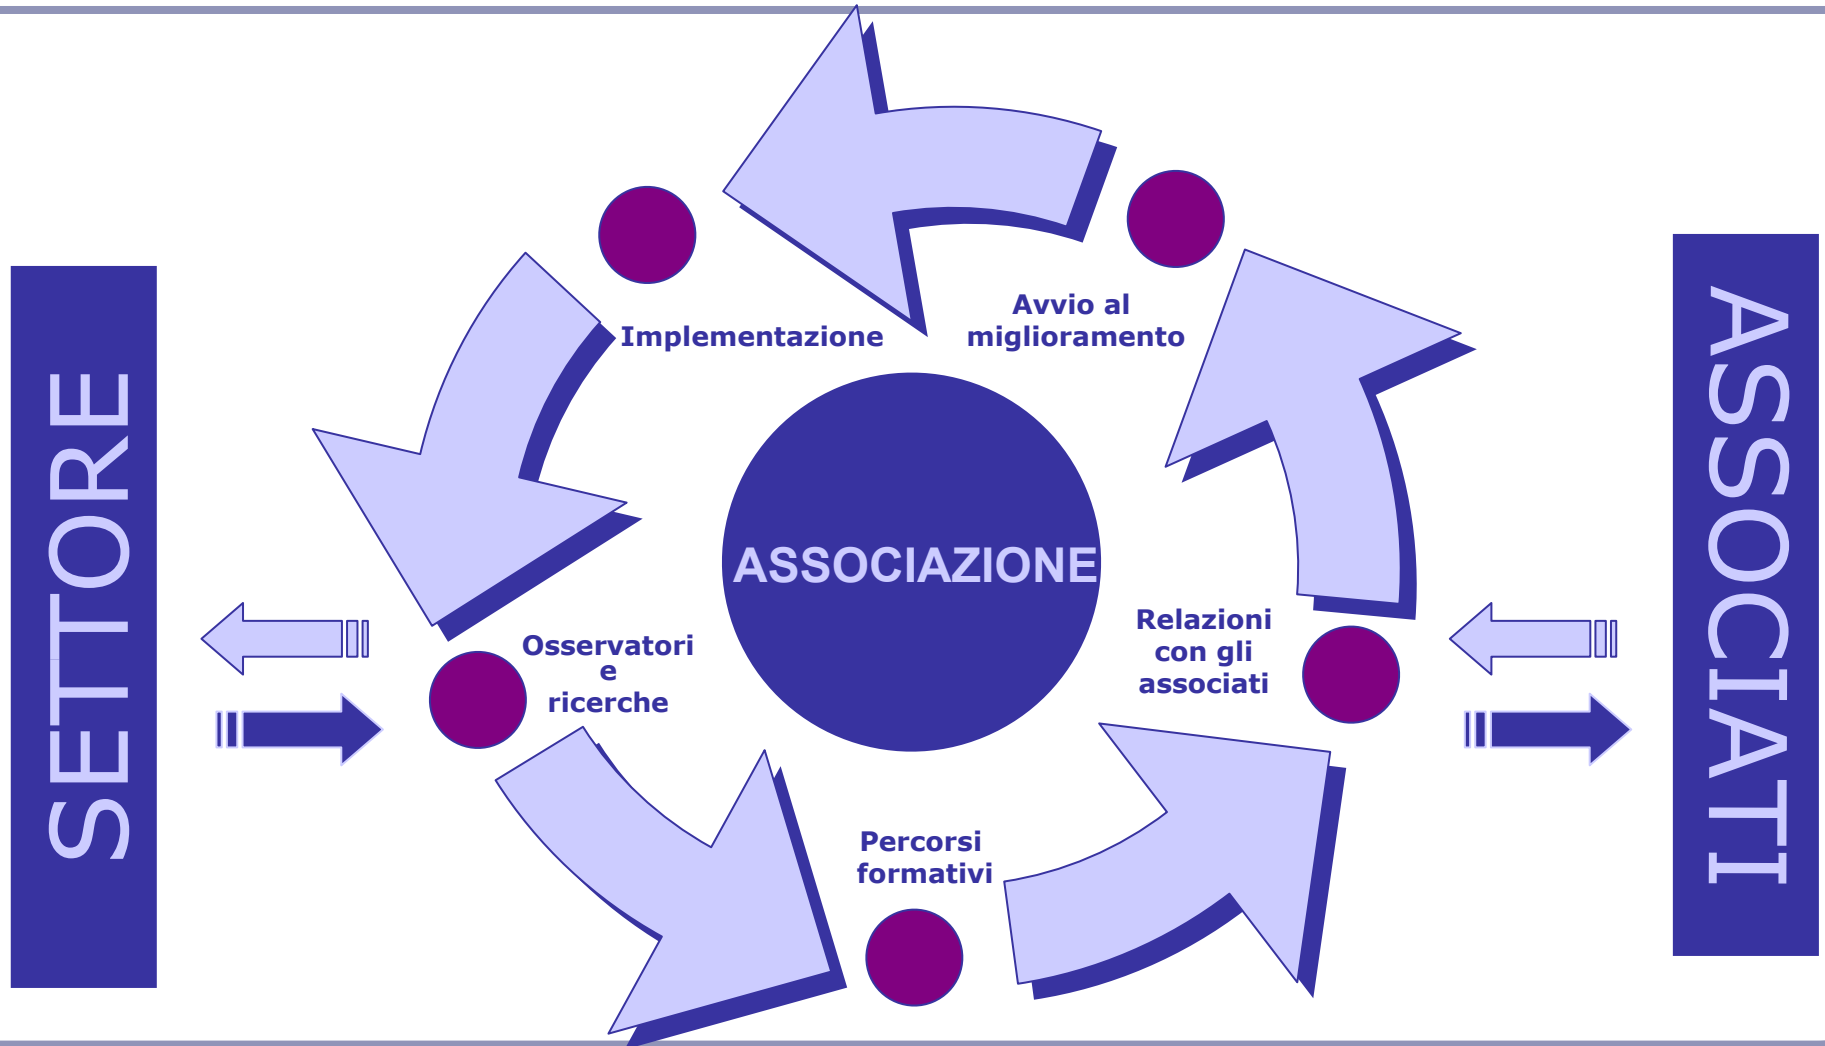 SETTORE
Implementazione
Avvio al
miglioramento
ASSOCIAZIONE
Osservatori
e
ricerche
Relazioni
con gli
associati
Percorsi
formativi
ASSOCIATI